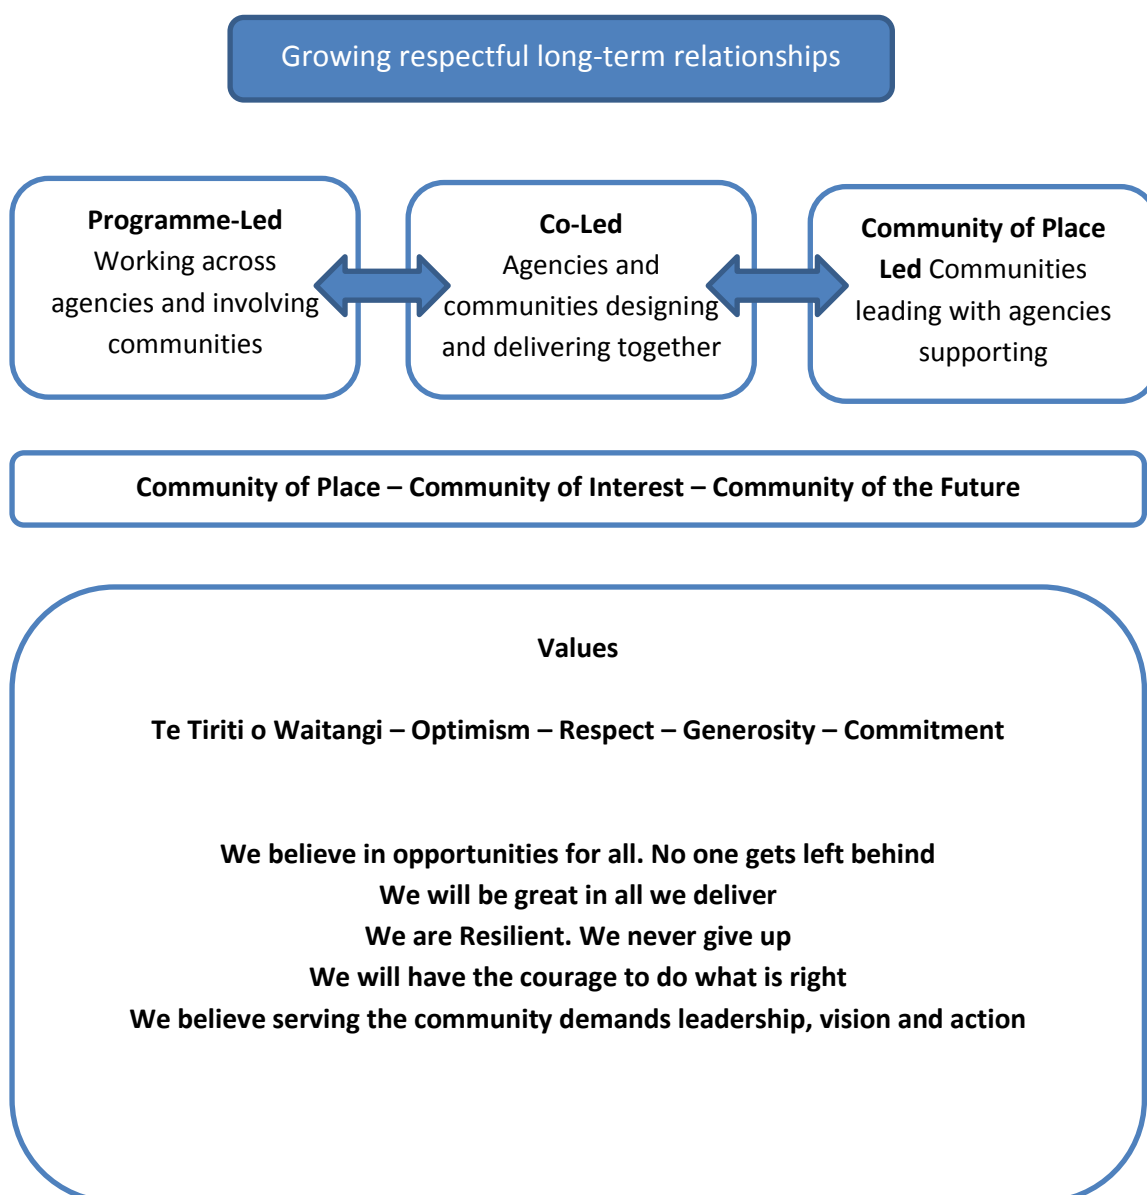 Growing respectful long-term relationships
Programme-Led
Working across
agencies and involving
communities
Co-Led
Agencies and
communities designing
and delivering together
Community of Place
Led Communities
leading with agencies
supporting
Community of Place – Community of Interest – Community of the Future
Values
Te Tiriti o Waitangi – Optimism – Respect – Generosity – Commitment
We believe in opportunities for all. No one gets left behind
We will be great in all we deliver
We are Resilient. We never give up
We will have the courage to do what is right
We believe serving the community demands leadership, vision and action